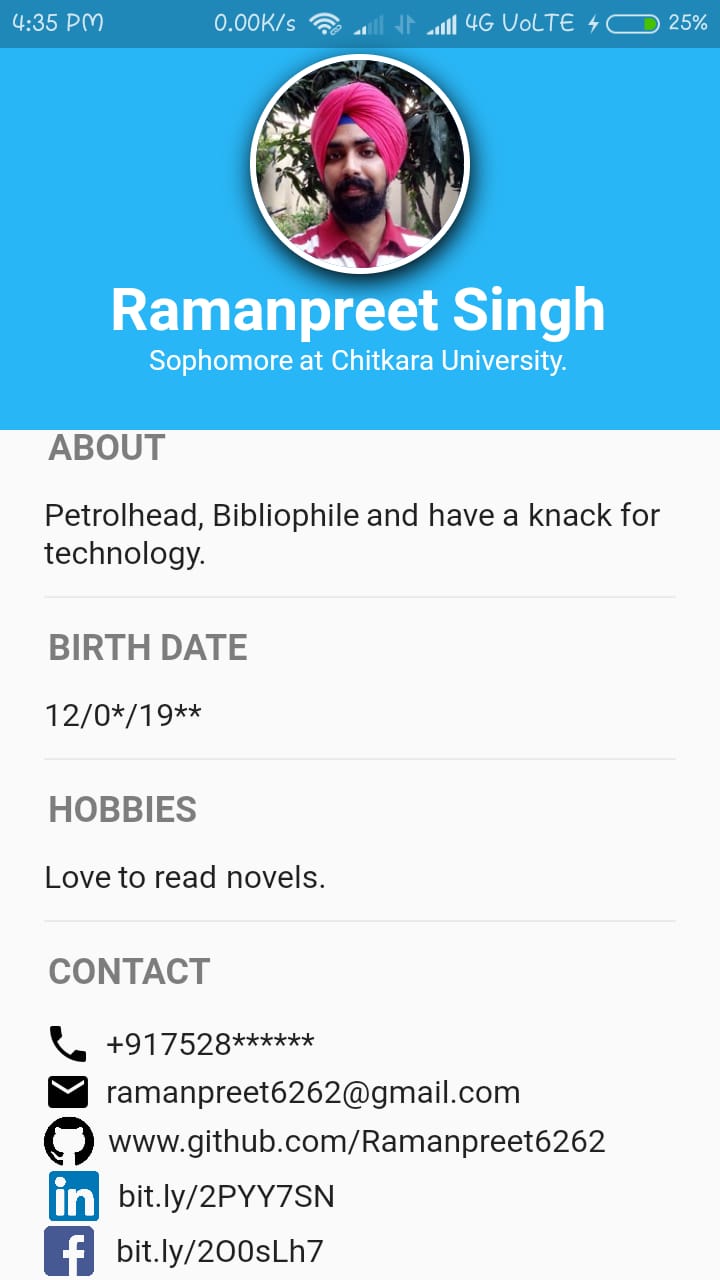 4:35 PM 0.00K/s 4G VoLTE 25%
Ramanpreet Singh
Sophomore at Chitkara University.
ABOUT
Petrolhead, Bibliophile and have a knack for
technology.
BIRTH DATE
12/0*/19**
HOBBIES
Love to read novels.
CONTACT
+917528******
ramanpreet6262@gmail.com
www.github.com/Ramanpreet6262
in bit.ly/2PYY7SN
f bit.ly/2O0sLh7